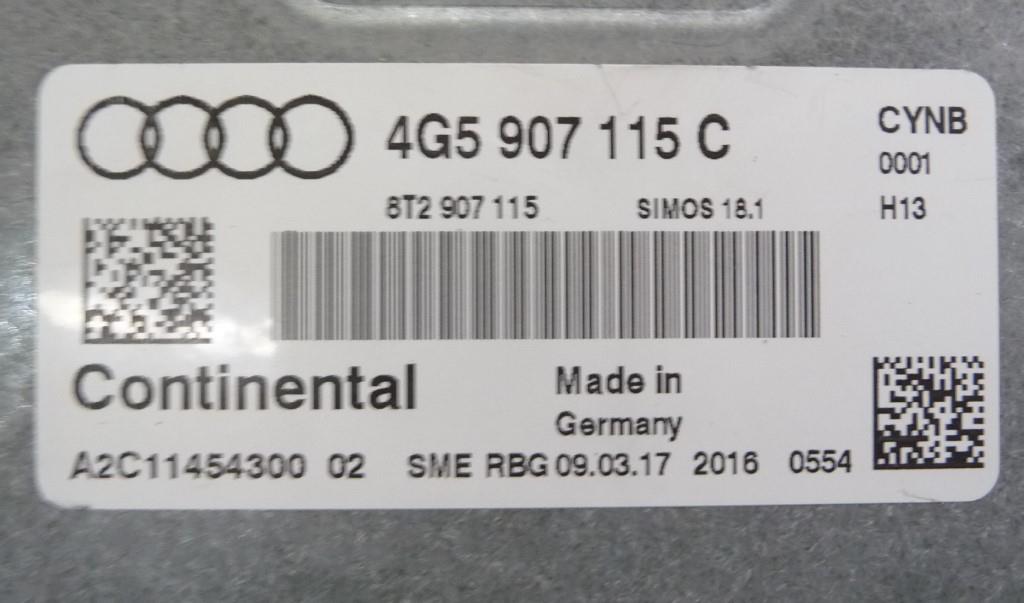 4G5 907 115 C
CYNB
0001
8T2 907 115 SIMOS 18.1
H13
Continental
Made in
Germany
A2C11454300 02 SME RBG 09.03.17 2016 0554